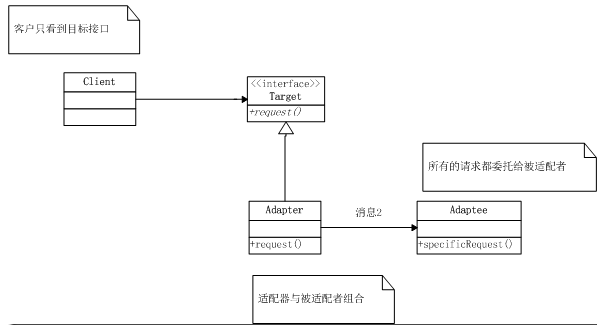 客户只看到目标接口
Client
<<interface>>
Target
+request()
所有的请求都委托给被适配者
Adapter
+request()
消息2
Adaptee
+specificRequest()
适配器与被适配者组合